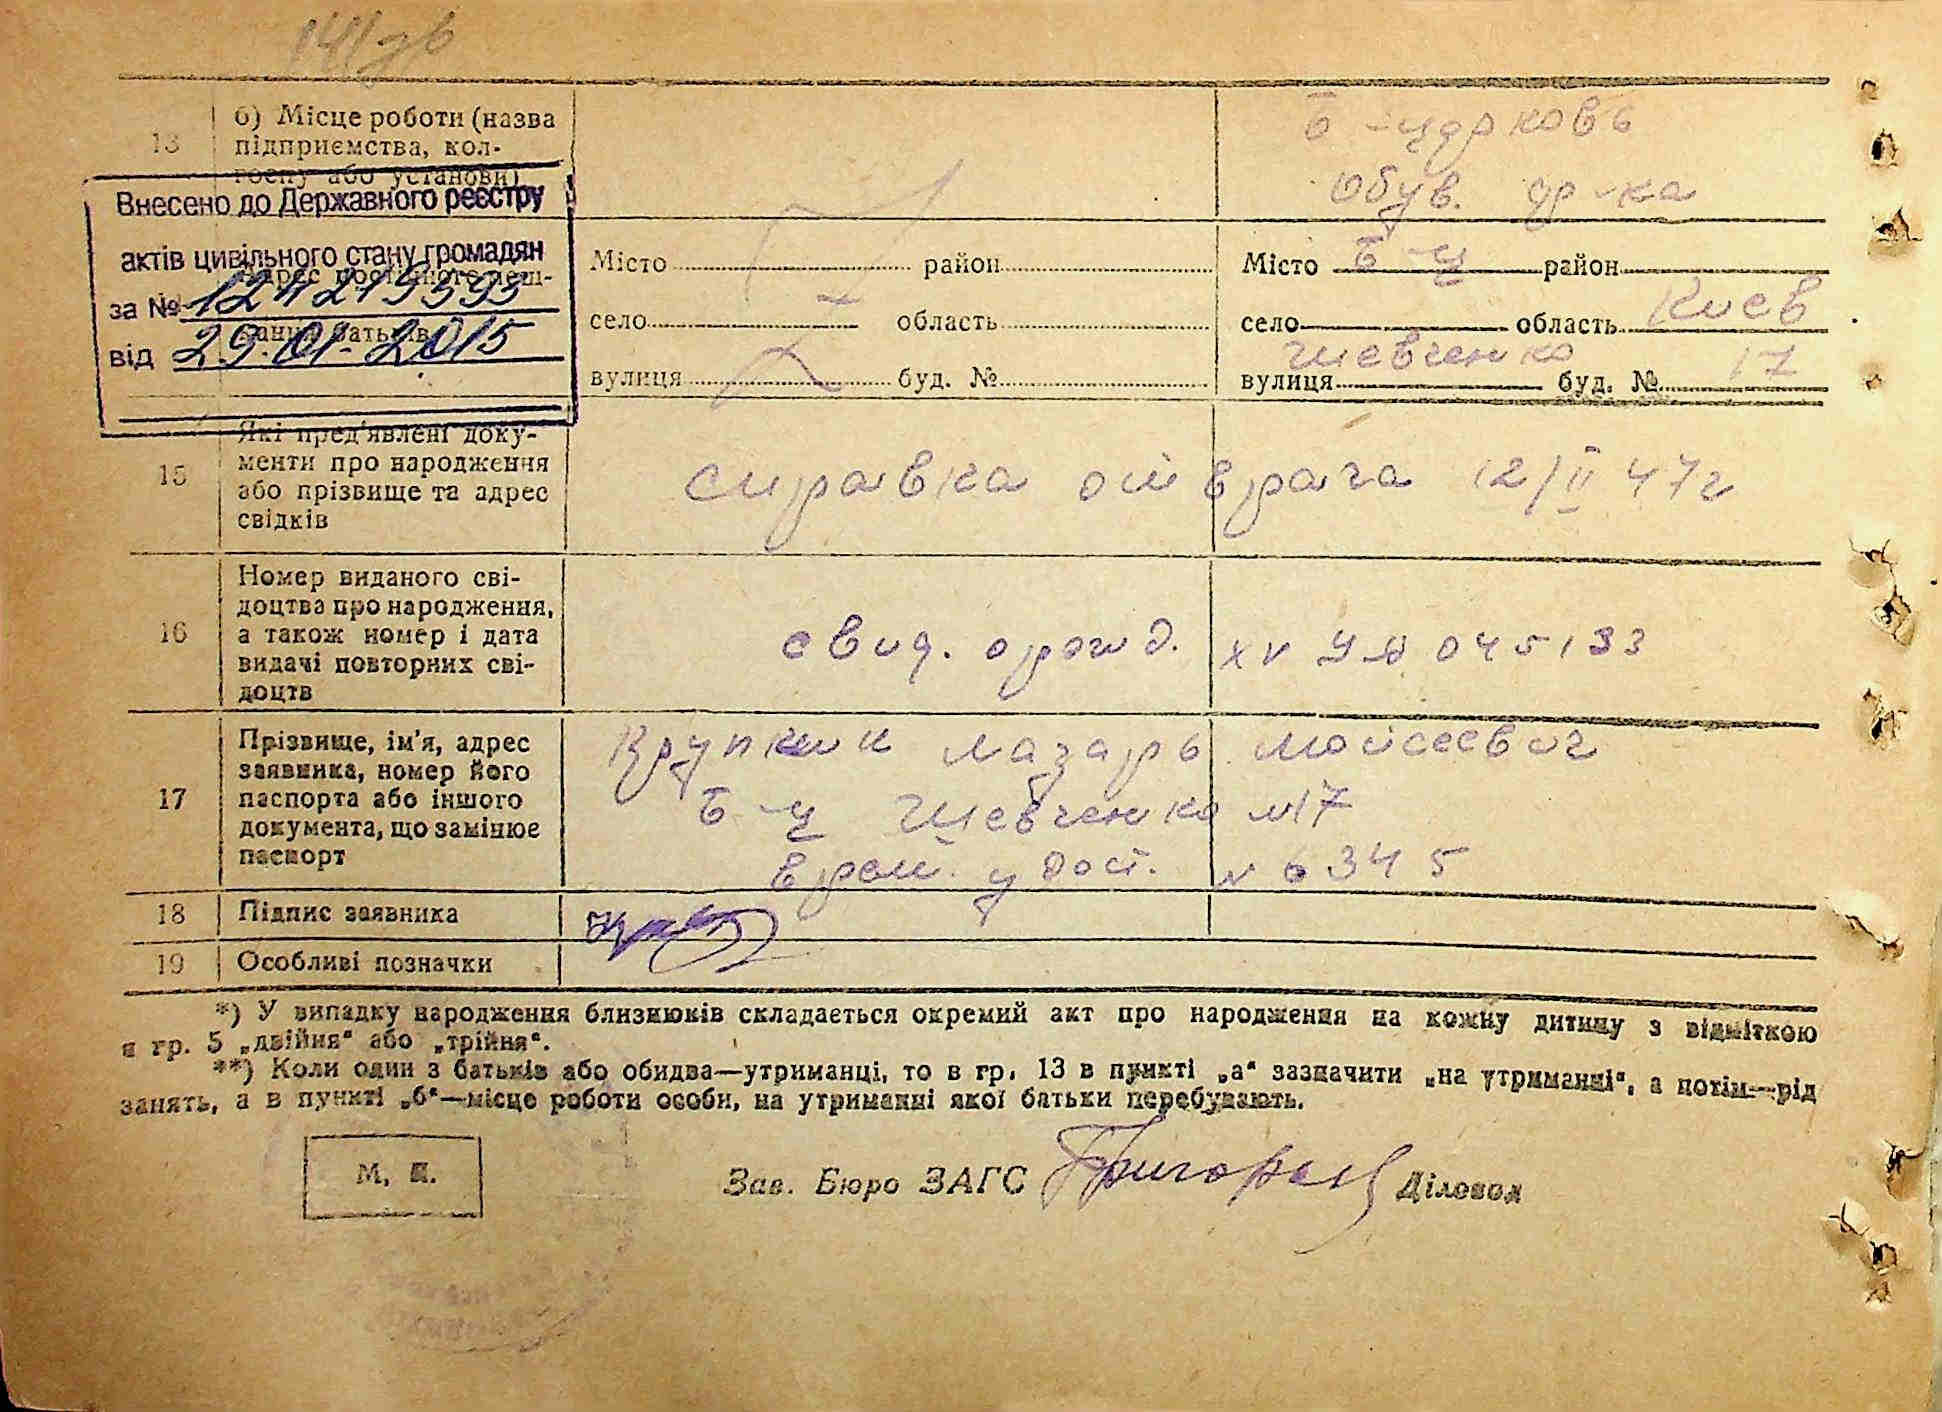 13
б) Місце роботи (назва
підприємства, кол-
госпу або установи)
Б-церковь
Обув. ф-ка
Внесено до Державного реєстру
актів цивільного стану громадян
за №
від 29.01.2015
Адрес постійного меш-
кання батьків
Місто район
село область
вулиця буд. №
Місто Б-Ц район
село область Киев
вулиця Шевченко буд. № 17
15
Які пред'явлені доку-
менти про народження
або прізвище та адрес
свідків
справка от врача 12/II 47г
16
Номер виданого сві-
доцтва про народження,
а також номер і дата
видачі повторних сві-
доцтв
свид. о рожд. XV УЯ 045133
17
Прізвище, ім'я, адрес
заявника, номер його
паспорта або іншого
документа, що замінює
паспорт
Крупкин Лазарь Моисеевич
Б-Ц Шевченко №17
врем. удост. № 6345
18 Підпис заявника
19 Особливі позначки
*) У випадку народження близнюків складається окремий акт про народження на кожну дитину з відміткою
в гр. 5 „двійня“ або „трійня“.
**) Коли один з батьків або обидва—утриманці, то в гр. 13 в пункті „а“ зазначити „на утриманні“, а потім—рід
занять, а в пункті „б“—місце роботи особи, на утриманні якої батьки перебувають.
М. П.
Зав. Бюро ЗАГС Діловод